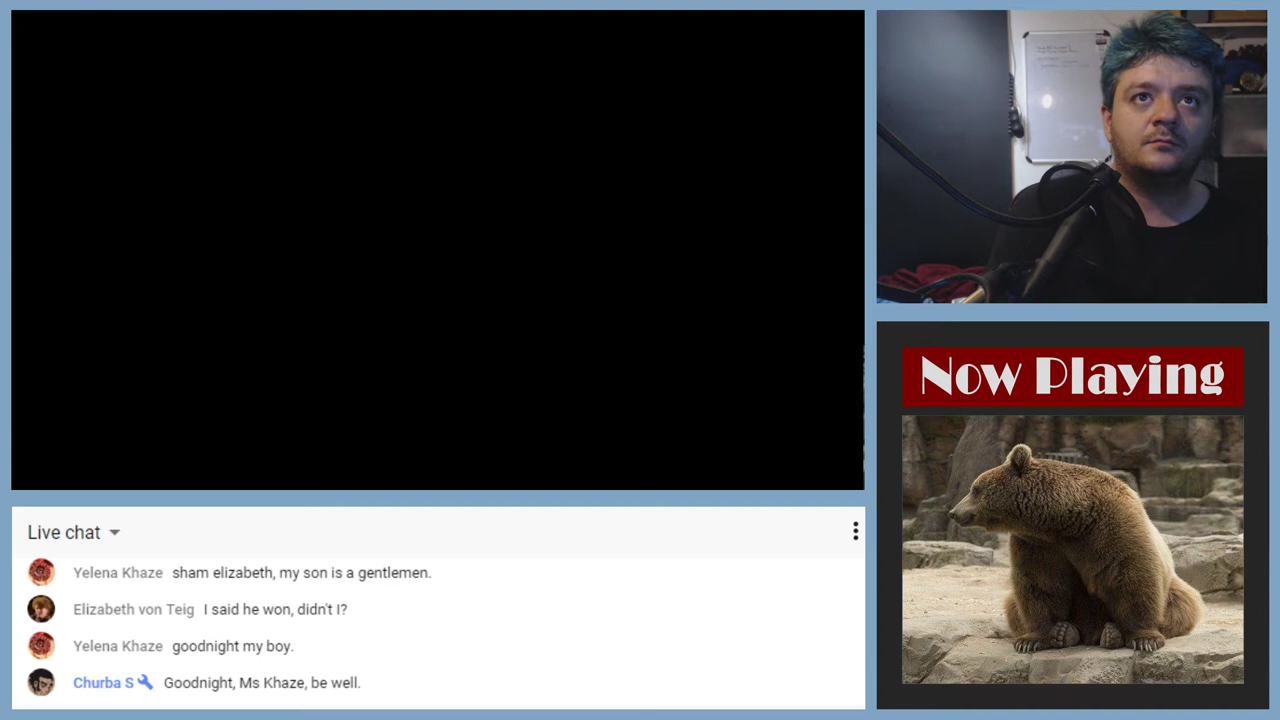 Now Playing
Live chat
Yelena Khaze sham elizabeth, my son is a gentlemen.
Elizabeth von Teig I said he won, didn't I?
Yelena Khaze goodnight my boy.
Churba S Goodnight, Ms Khaze, be well.